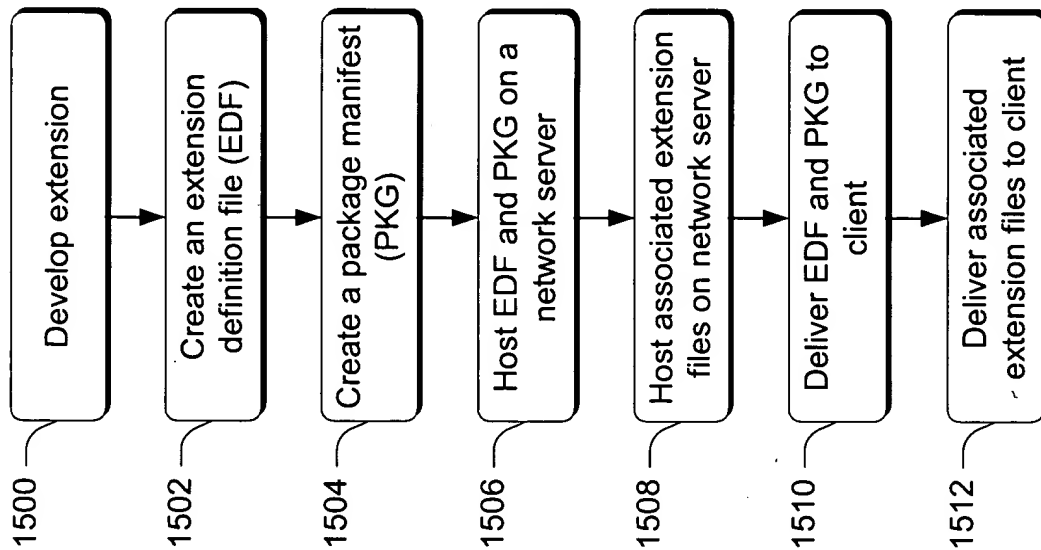 1500
Develop extension
1502
Create an extension
definition file (EDF)
1504
Create a package manifest
(PKG)
1506
Host EDF and PKG on a
network server
1508
Host associated extension
files on network server
1510
Deliver EDF and PKG to
client
1512
Deliver associated
extension files to client